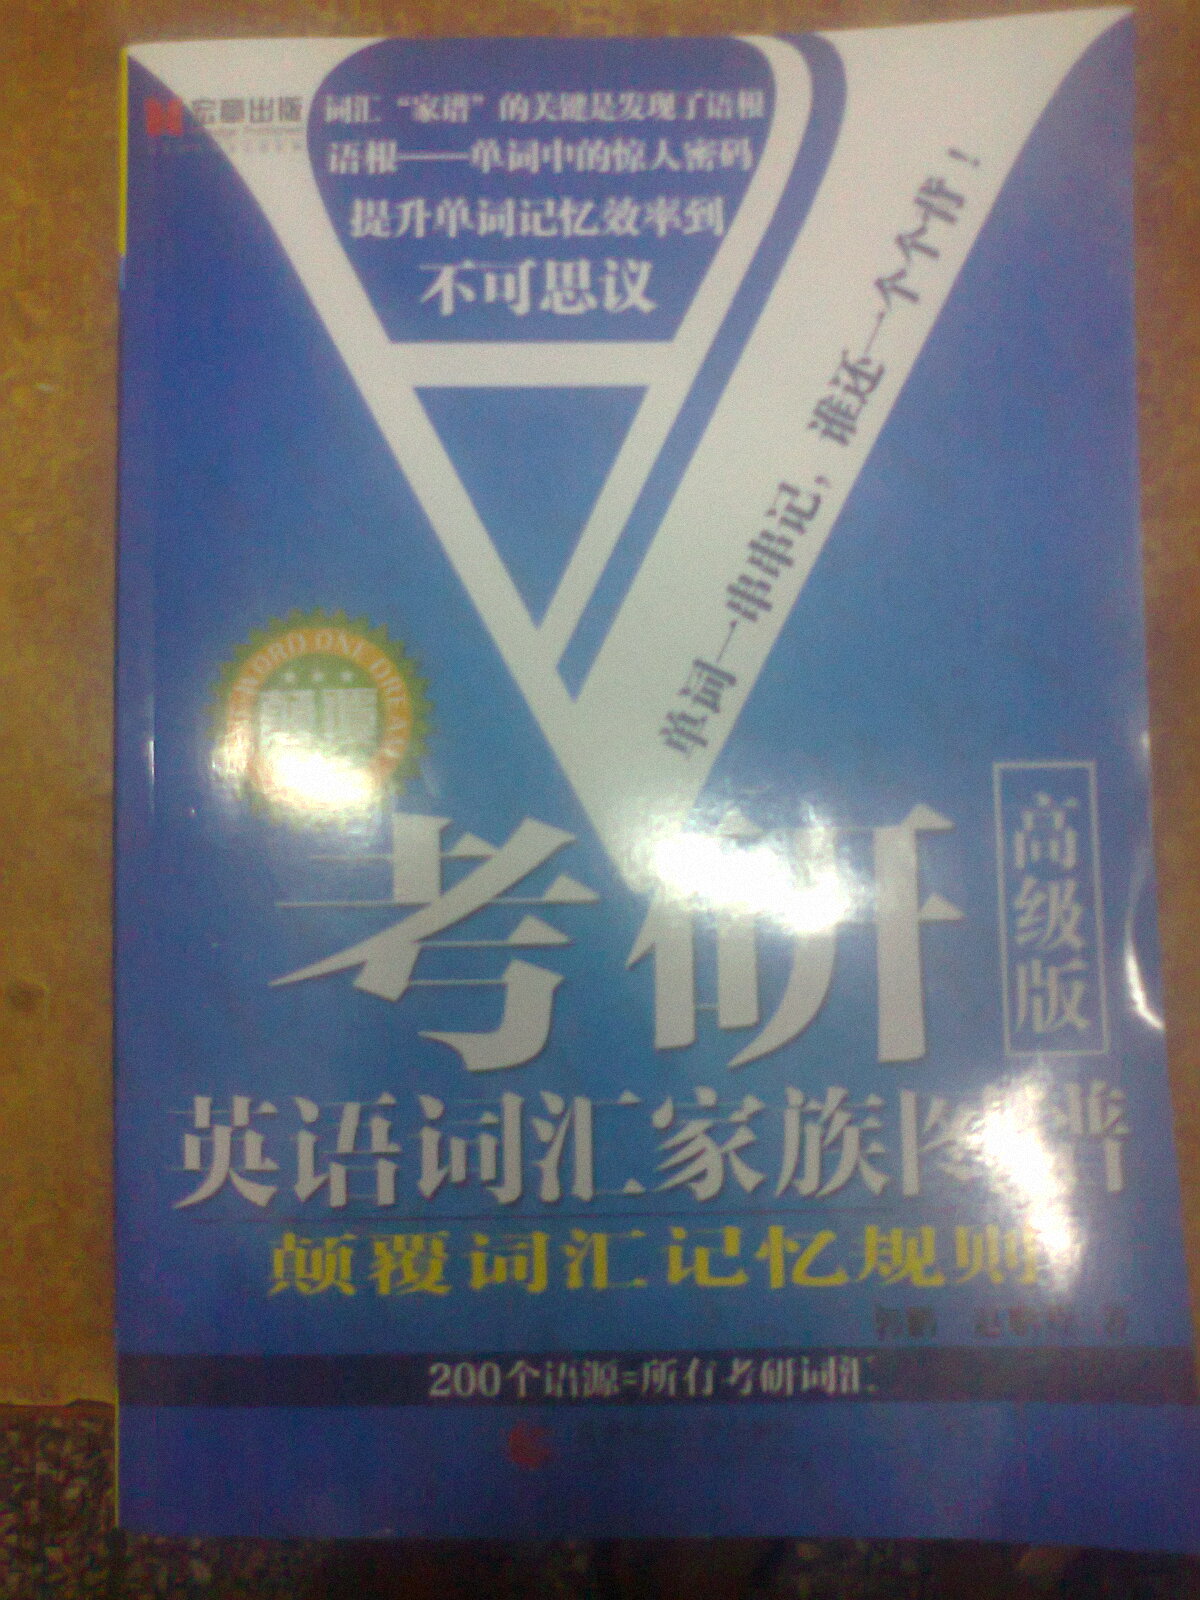 宏章出版
词汇“家谱”的关键是发现了语根
语根——单词中的惊人密码
提升单词记忆效率到
不可思议
单词一串串记，谁还一个个背！
WORD ONE DREAM
考研
高级版
英语词汇家族图谱
颠覆词汇记忆规则
著
200个语源=所有考研词汇